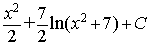 x²/2 + 7/2 ln(x² + 7) + C